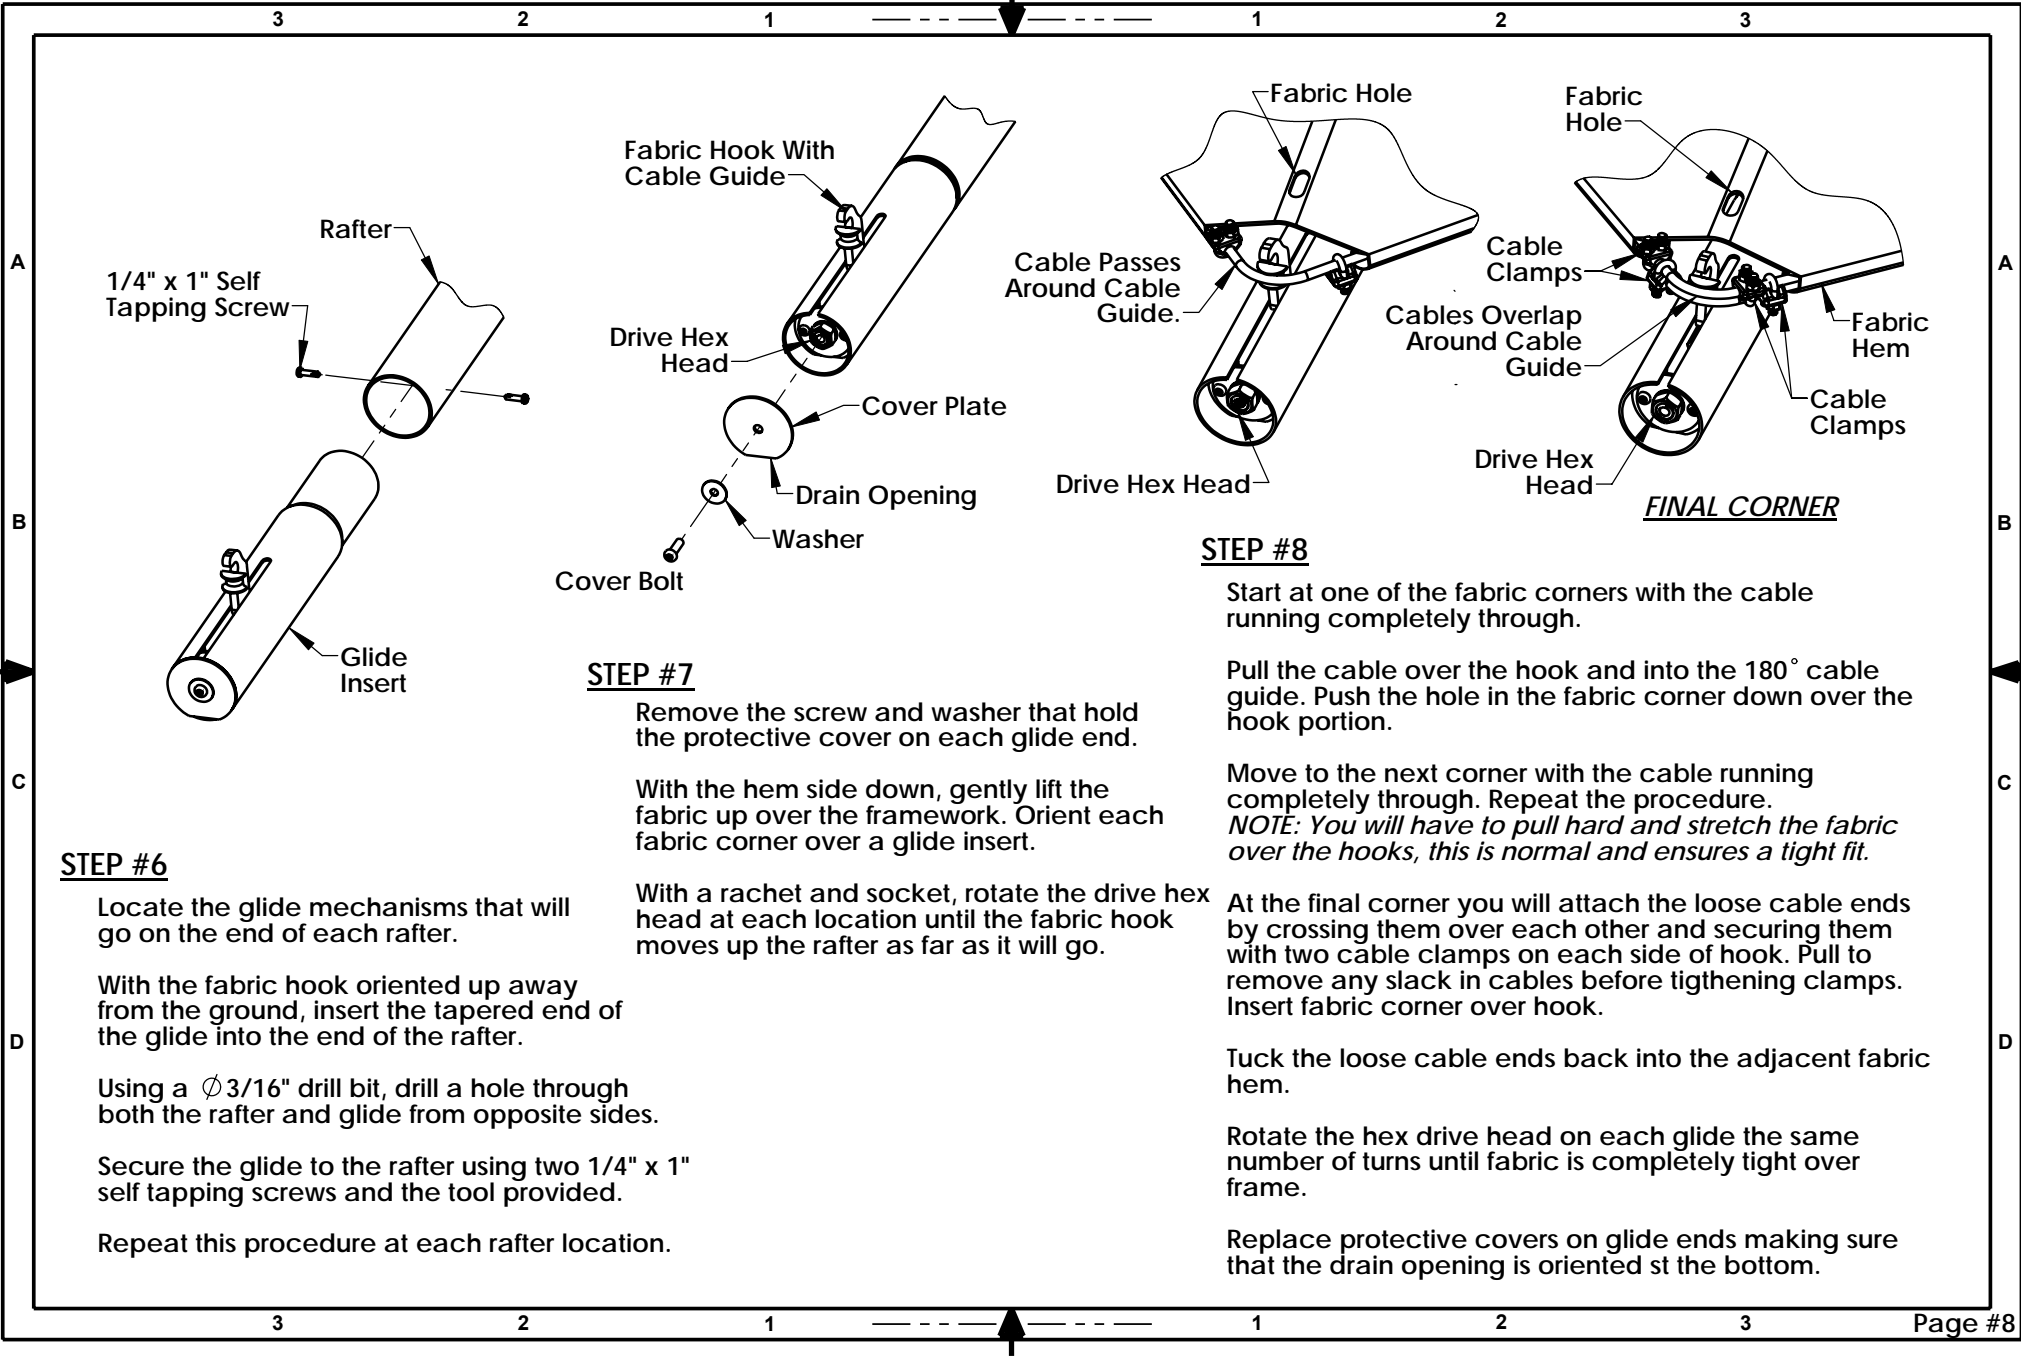 3 2 1 1 2 3
A
B
C
D
A
B
C
D
Rafter
1/4" x 1" Self
Tapping Screw
Glide
Insert
STEP #6
Locate the glide mechanisms that will
go on the end of each rafter.
With the fabric hook oriented up away
from the ground, insert the tapered end of
the glide into the end of the rafter.
Using a ∅3/16" drill bit, drill a hole through
both the rafter and glide from opposite sides.
Secure the glide to the rafter using two 1/4" x 1"
self tapping screws and the tool provided.
Repeat this procedure at each rafter location.
Fabric Hook With
Cable Guide
Drive Hex
Head
Cover Plate
Drain Opening
Washer
Cover Bolt
STEP #7
Remove the screw and washer that hold
the protective cover on each glide end.
With the hem side down, gently lift the
fabric up over the framework. Orient each
fabric corner over a glide insert.
With a rachet and socket, rotate the drive hex
head at each location until the fabric hook
moves up the rafter as far as it will go.
Fabric Hole
Cable Passes
Around Cable
Guide.
Drive Hex Head
Fabric
Hole
Cable
Clamps
Cables Overlap
Around Cable
Guide
Fabric
Hem
Cable
Clamps
Drive Hex
Head
FINAL CORNER
STEP #8
Start at one of the fabric corners with the cable
running completely through.
Pull the cable over the hook and into the 180° cable
guide. Push the hole in the fabric corner down over the
hook portion.
Move to the next corner with the cable running
completely through. Repeat the procedure.
NOTE: You will have to pull hard and stretch the fabric
over the hooks, this is normal and ensures a tight fit.
At the final corner you will attach the loose cable ends
by crossing them over each other and securing them
with two cable clamps on each side of hook. Pull to
remove any slack in cables before tigthening clamps.
Insert fabric corner over hook.
Tuck the loose cable ends back into the adjacent fabric
hem.
Rotate the hex drive head on each glide the same
number of turns until fabric is completely tight over
frame.
Replace protective covers on glide ends making sure
that the drain opening is oriented st the bottom.
3 2 1 1 2 3
Page #8